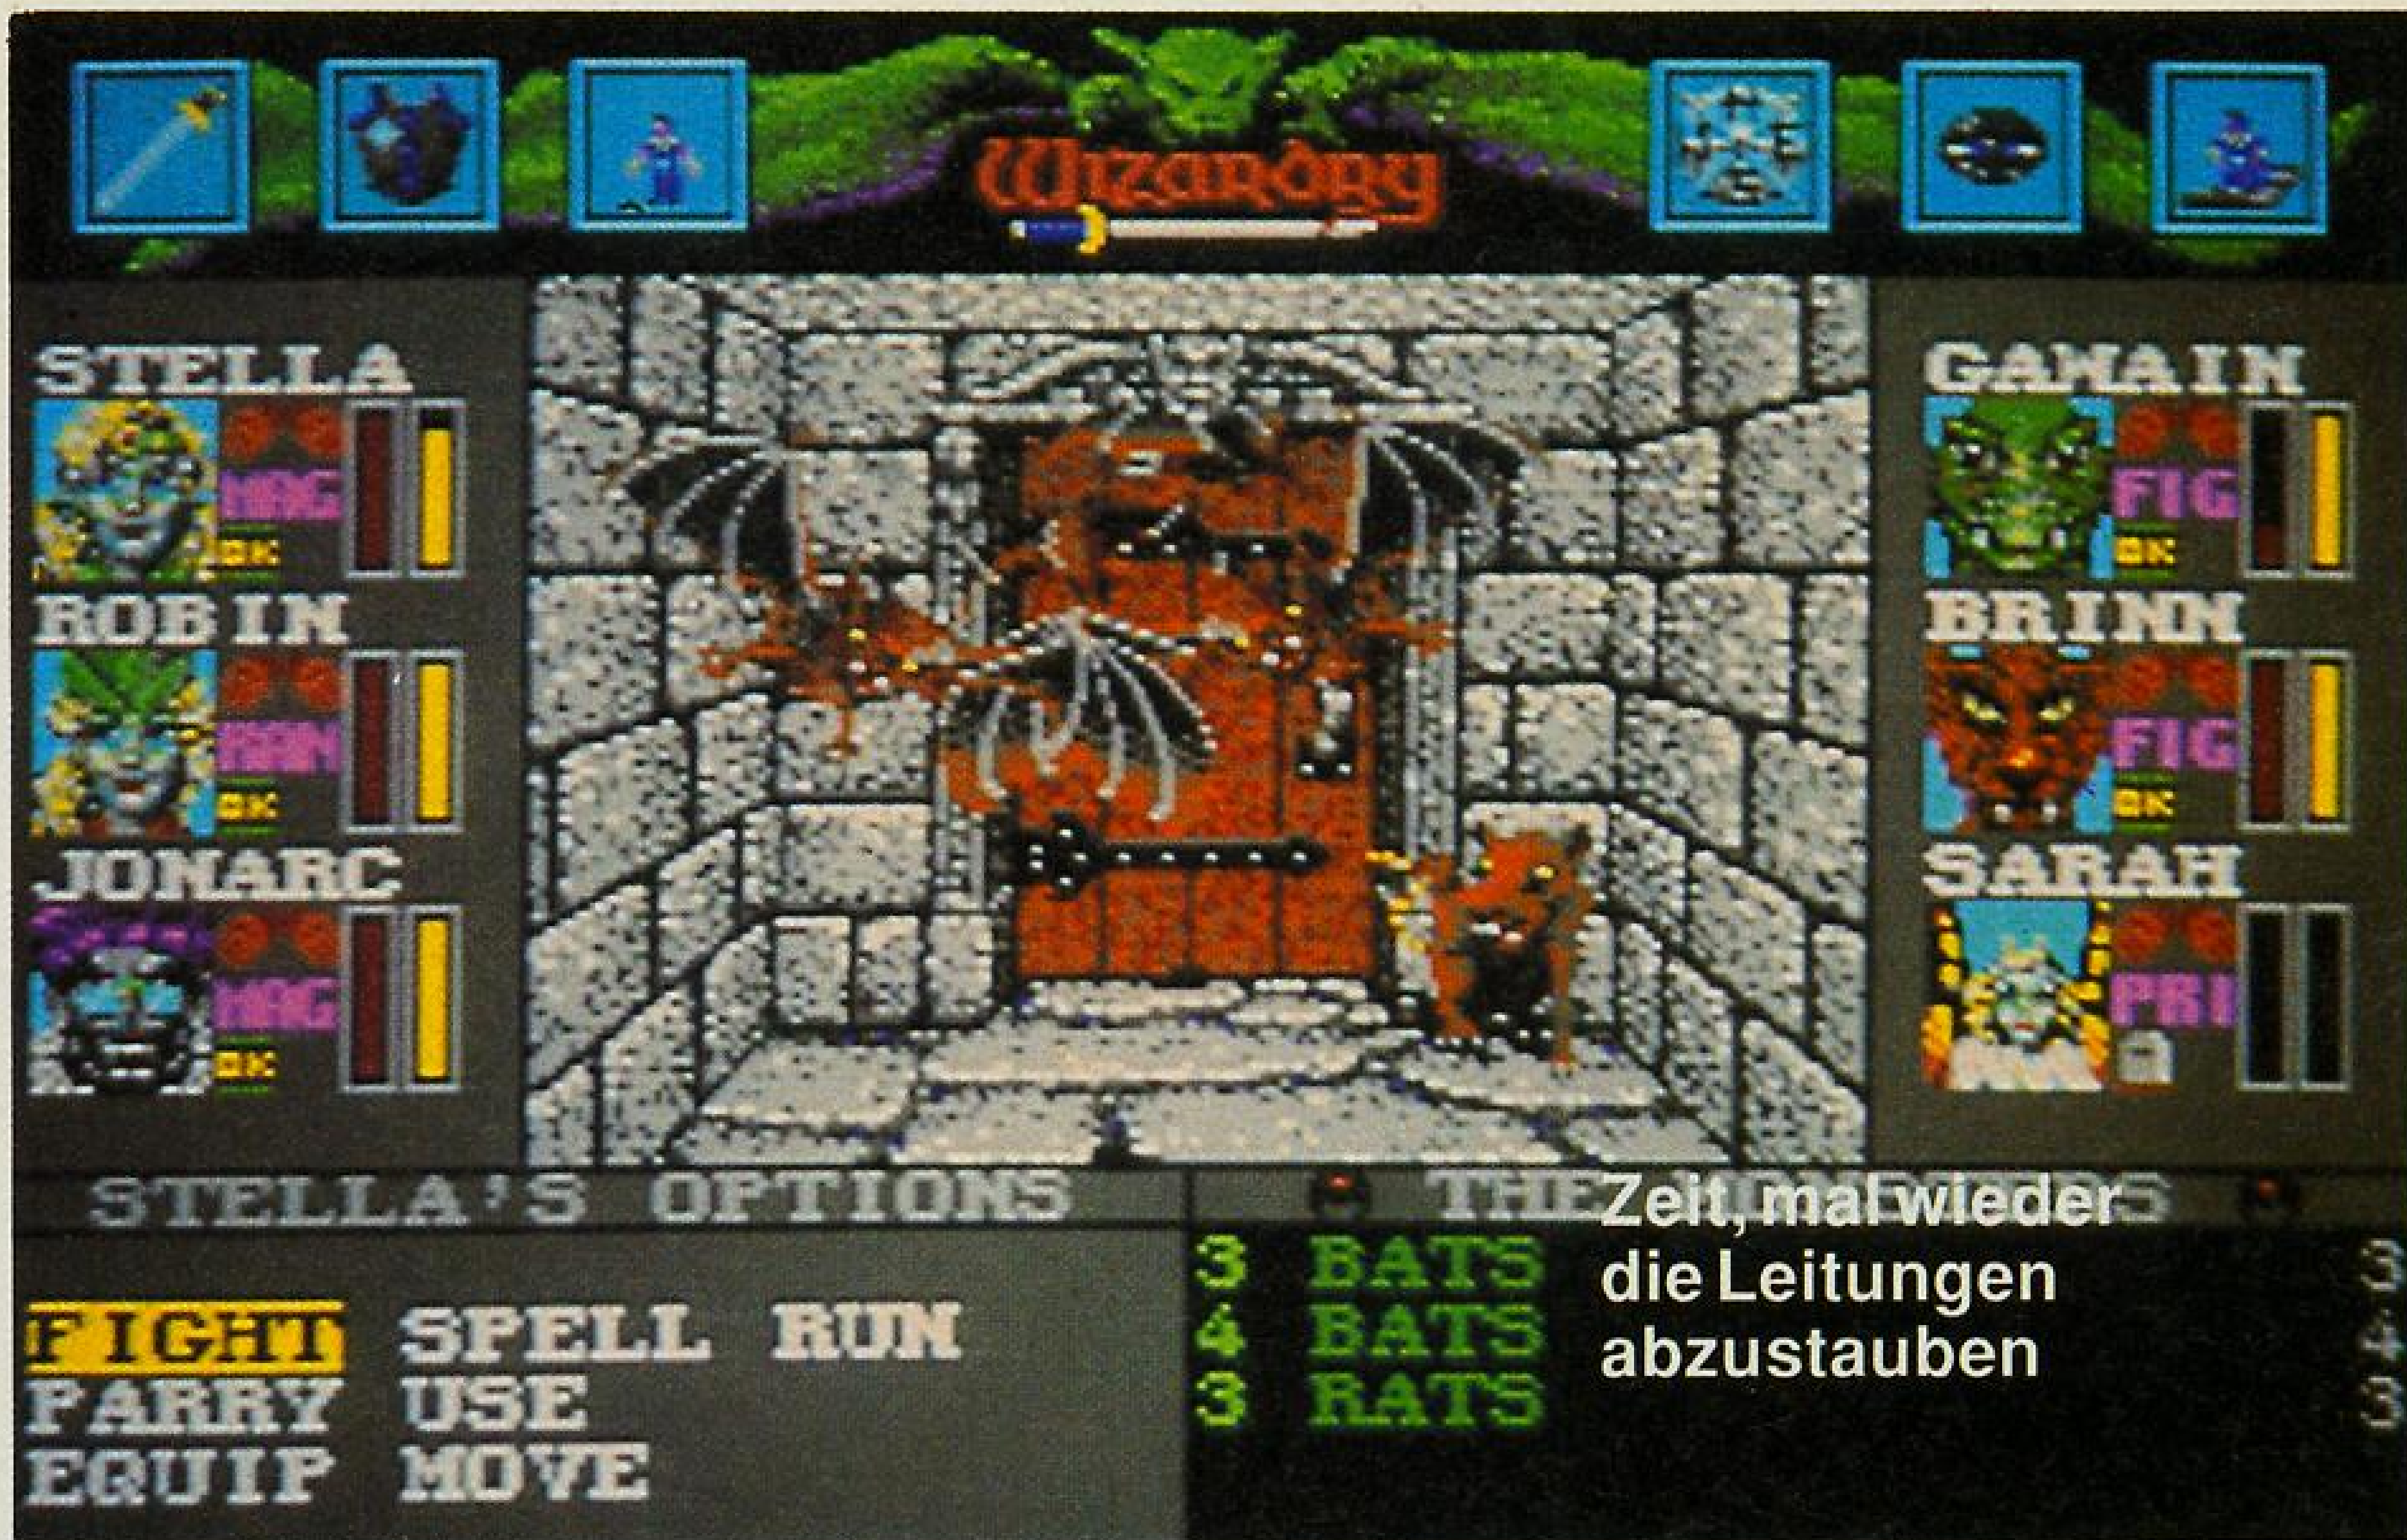 Wizardry
STELLA
MAG
OK
ROBIN
RAN
OK
JONARC
MAG
OK
GAWAIN
FIG
OK
BRINN
FIG
OK
SARAH
PRI
STELLA'S OPTIONS
FIGHT SPELL RUN
PARRY USE
EQUIP MOVE
THE
3 BATS 3
4 BATS 4
3 RATS 3
Zeit, mal wieder
die Leitungen
abzustauben